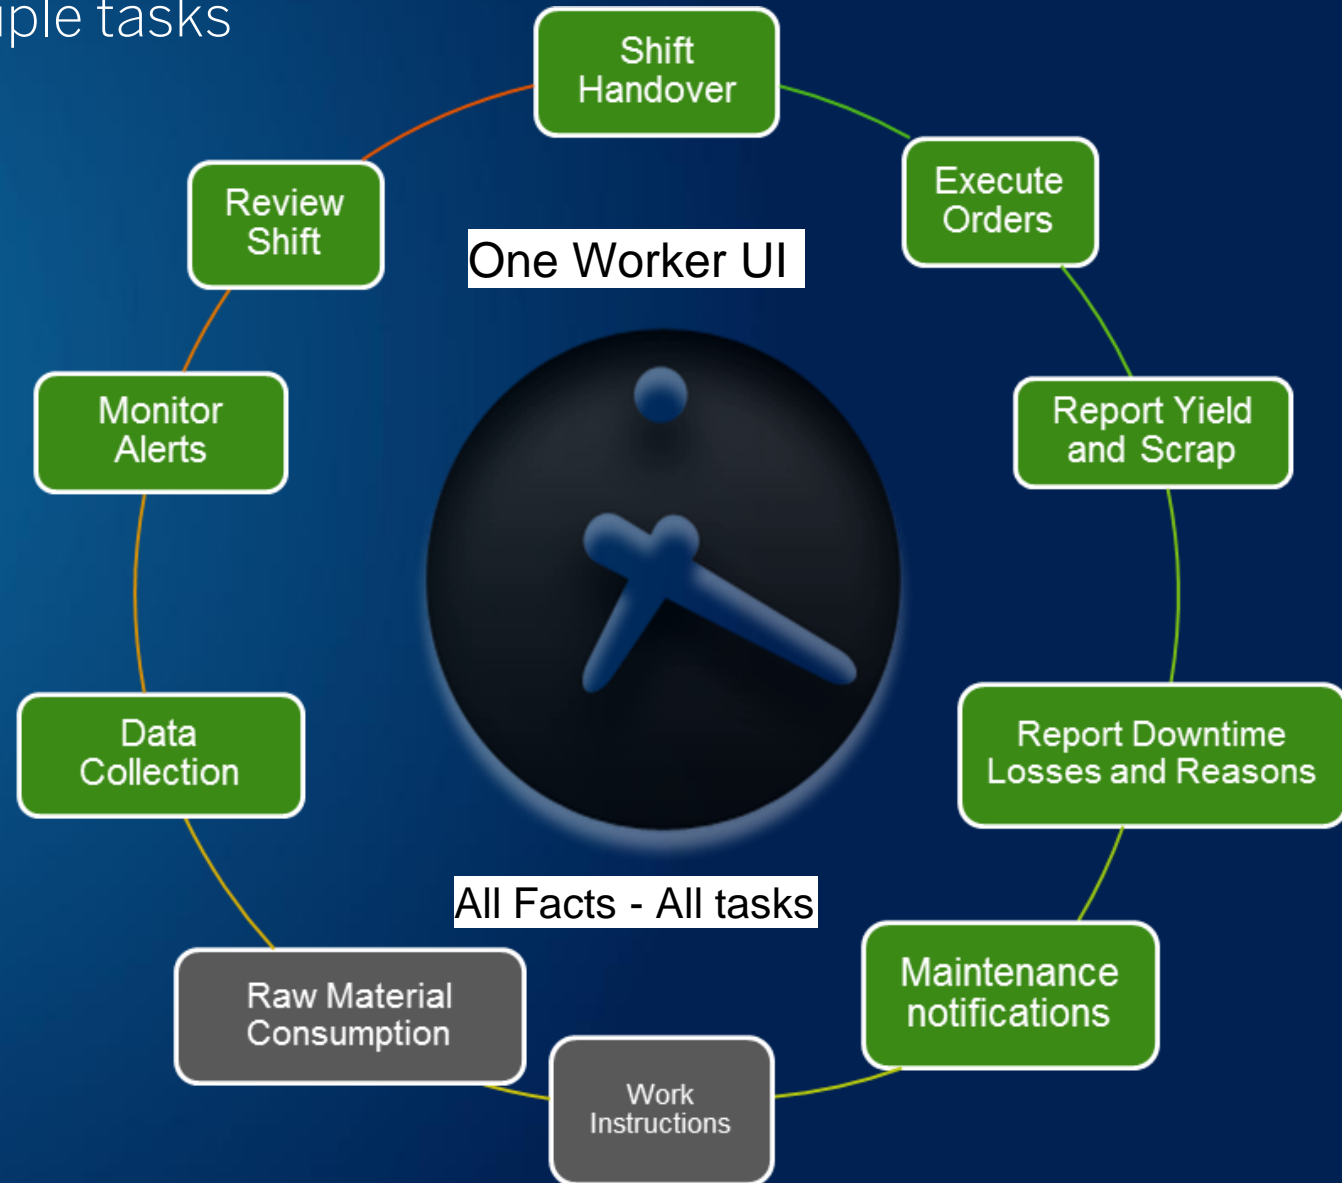 tasks
Shift
Handover
Execute
Orders
Review
Shift
One Worker UI
Report Yield
and Scrap
Monitor
Alerts
Report Downtime
Losses and Reasons
Data
Collection
All Facts - All tasks
Maintenance
notifications
Raw Material
Consumption
Work
Instructions